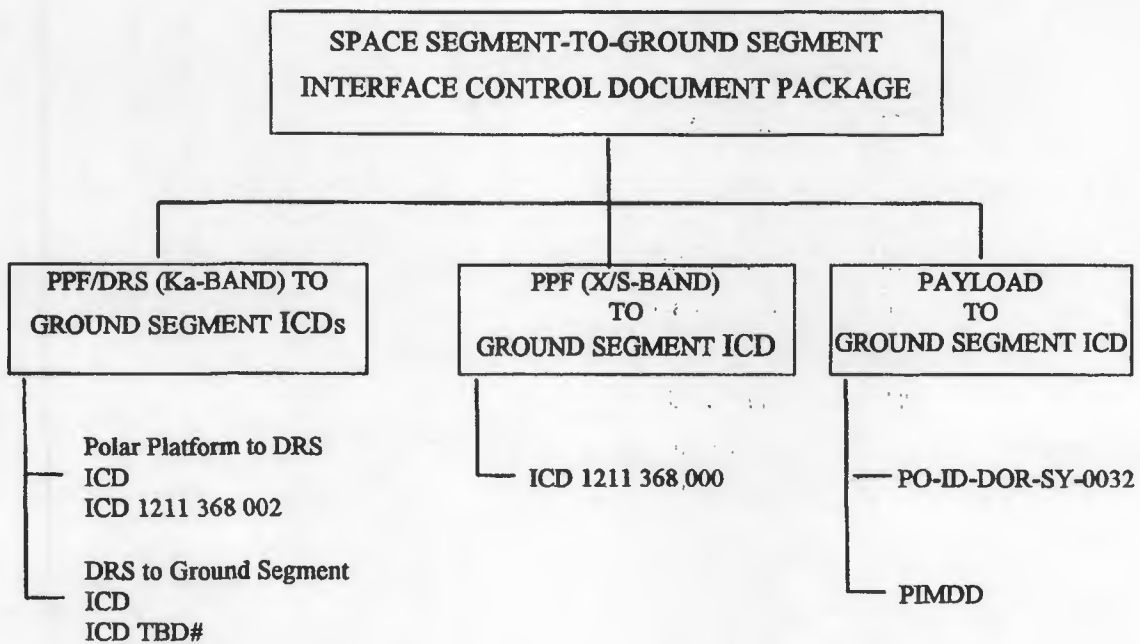 SPACE SEGMENT-TO-GROUND SEGMENT
INTERFACE CONTROL DOCUMENT PACKAGE
PPF/DRS (Ka-BAND) TO
GROUND SEGMENT ICDs
PPF (X/S-BAND)
TO
GROUND SEGMENT ICD
PAYLOAD
TO
GROUND SEGMENT ICD
Polar Platform to DRS
ICD
ICD 1211 368 002
DRS to Ground Segment
ICD
ICD TBD#
ICD 1211 368 000
PO-ID-DOR-SY-0032
PIMDD